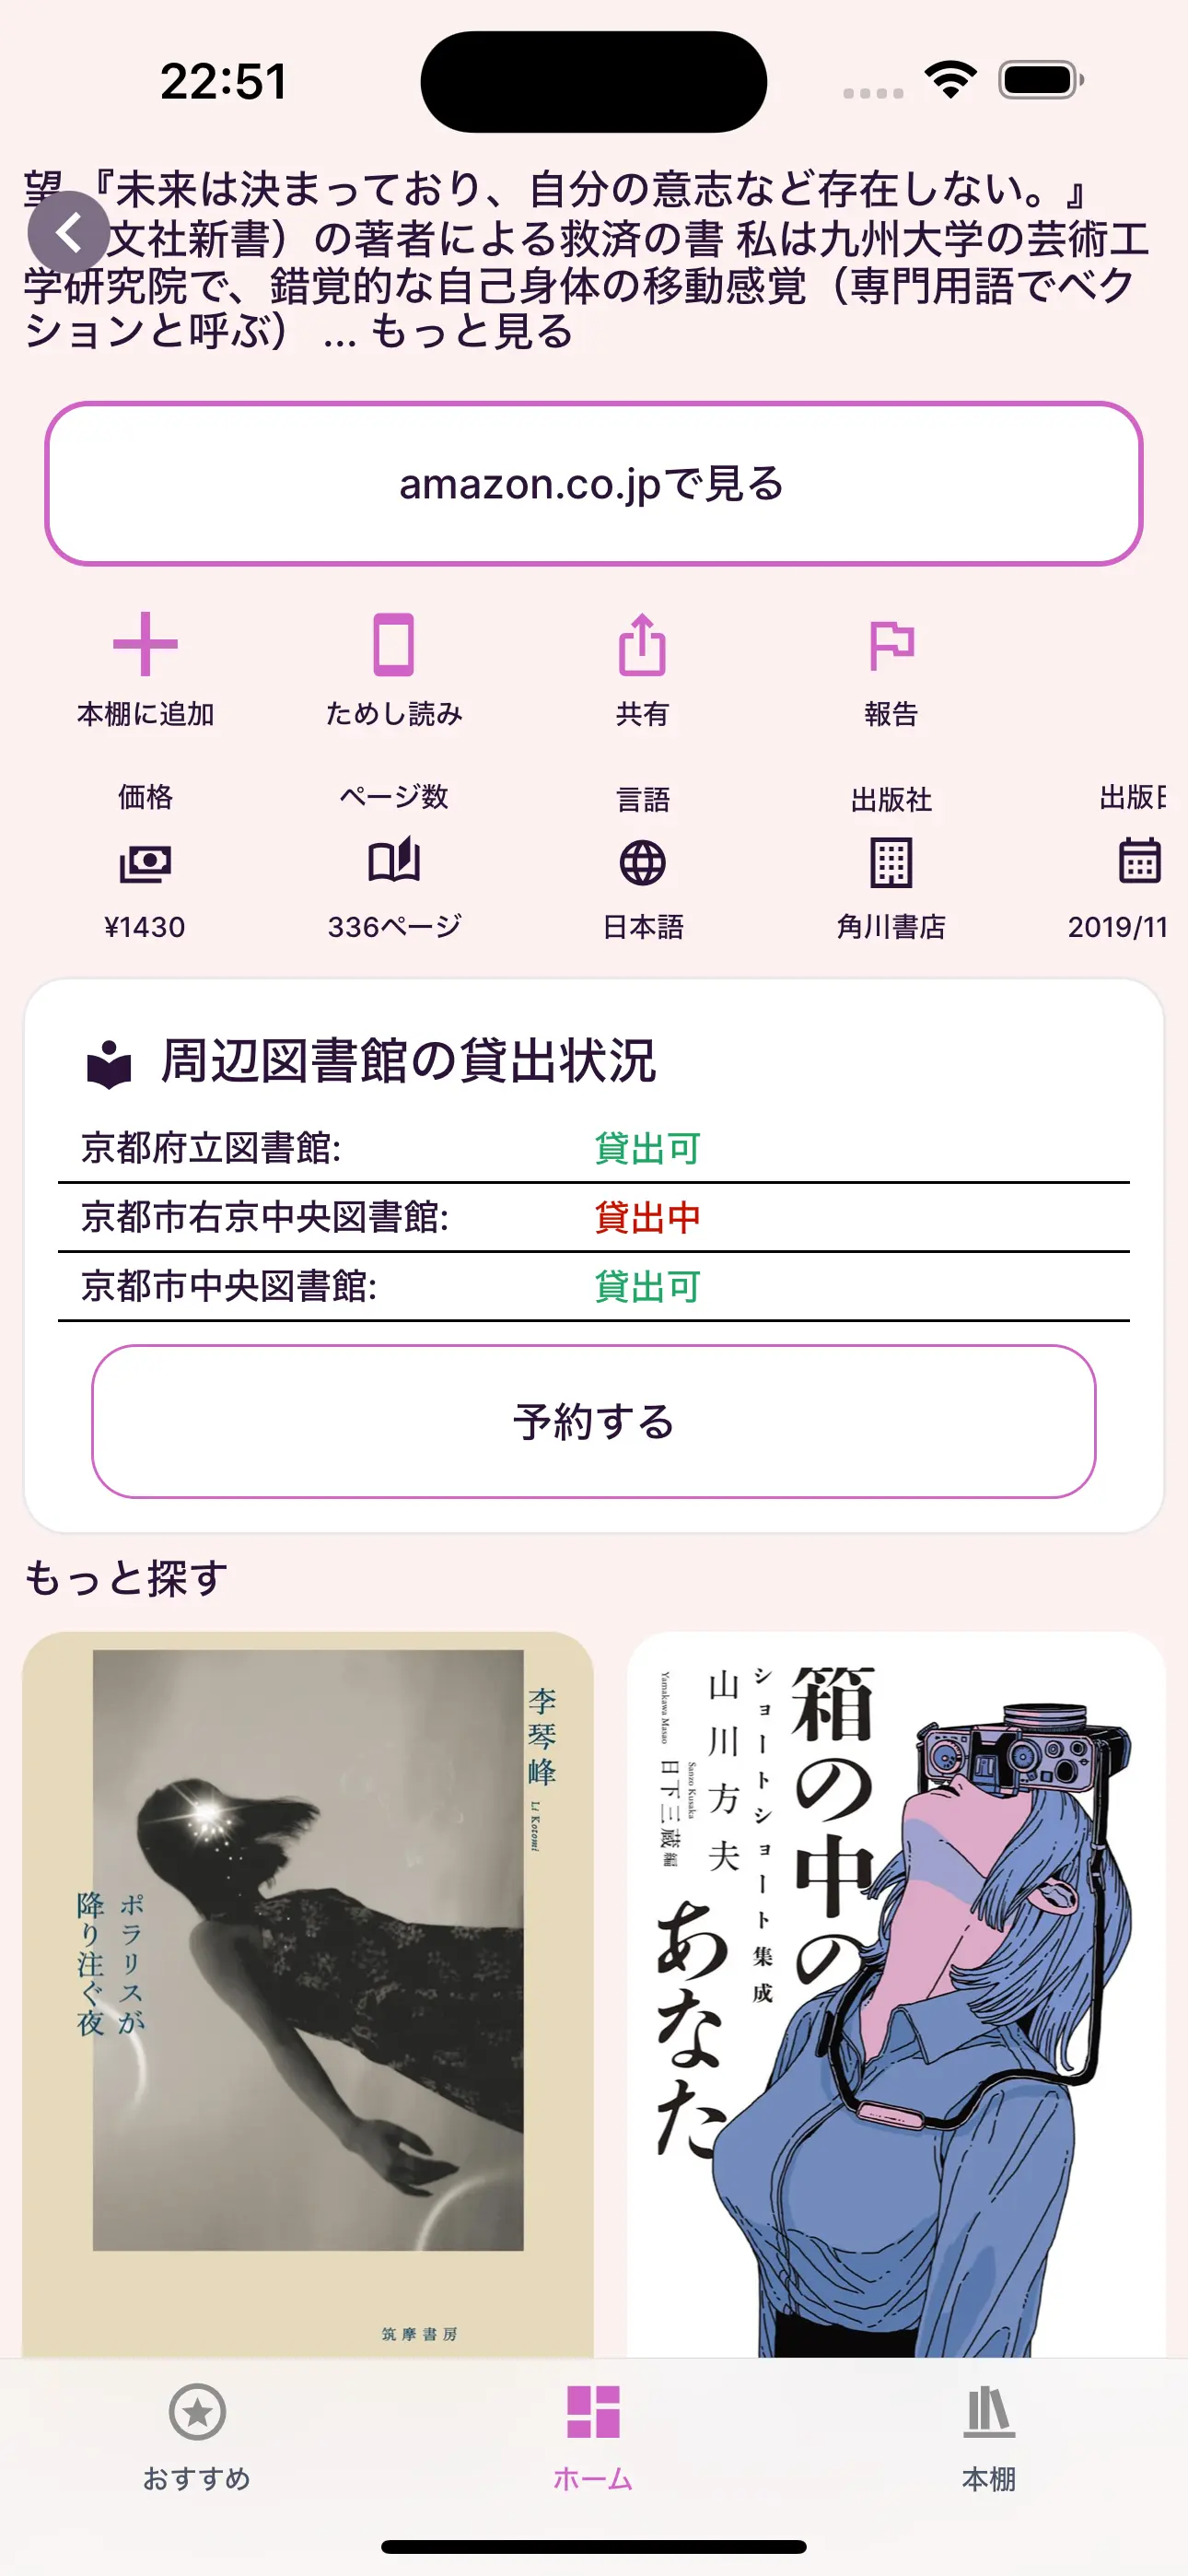 22:51
望 『未来は決まっており、自分の意志など存在しない。』
文社新書）の著者による救済の書 私は九州大学の芸術工
学研究院で、錯覚的な自己身体の移動感覚（専門用語でベク
ションと呼ぶ） ... もっと見る
amazon.co.jpで見る
本棚に追加
ためし読み
共有
報告
価格
ページ数
言語
出版社
出版日
¥1430
336ページ
日本語
角川書店
2019/11
周辺図書館の貸出状況
京都府立図書館: 貸出可
京都市右京中央図書館: 貸出中
京都市中央図書館: 貸出可
予約する
もっと探す
李琴峰
Li Kotomi
ポラリスが
降り注ぐ夜
筑摩書房
箱の中の
あなた
ショートショート集成
山川方夫
Yamakawa Masao
日下三蔵 編
Sanzo Kusaka
おすすめ
ホーム
本棚